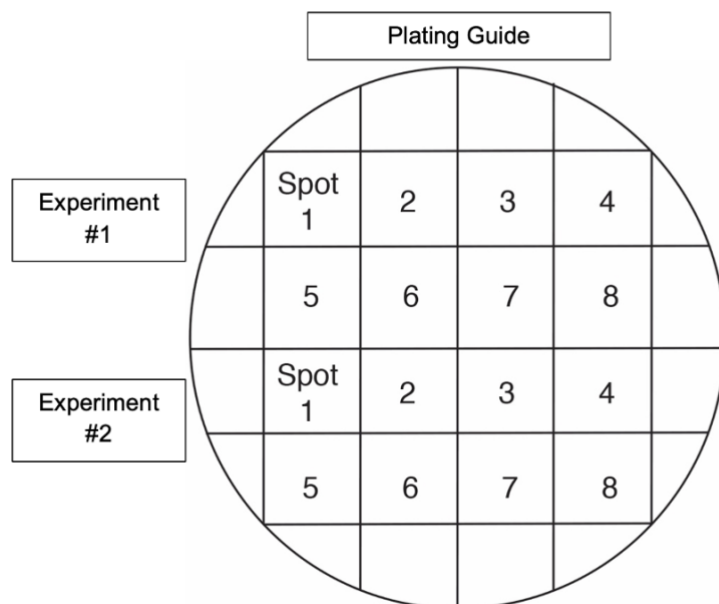 Plating Guide
Experiment
#1
Spot
1 2 3 4
5 6 7 8
Experiment
#2
Spot
1 2 3 4
5 6 7 8